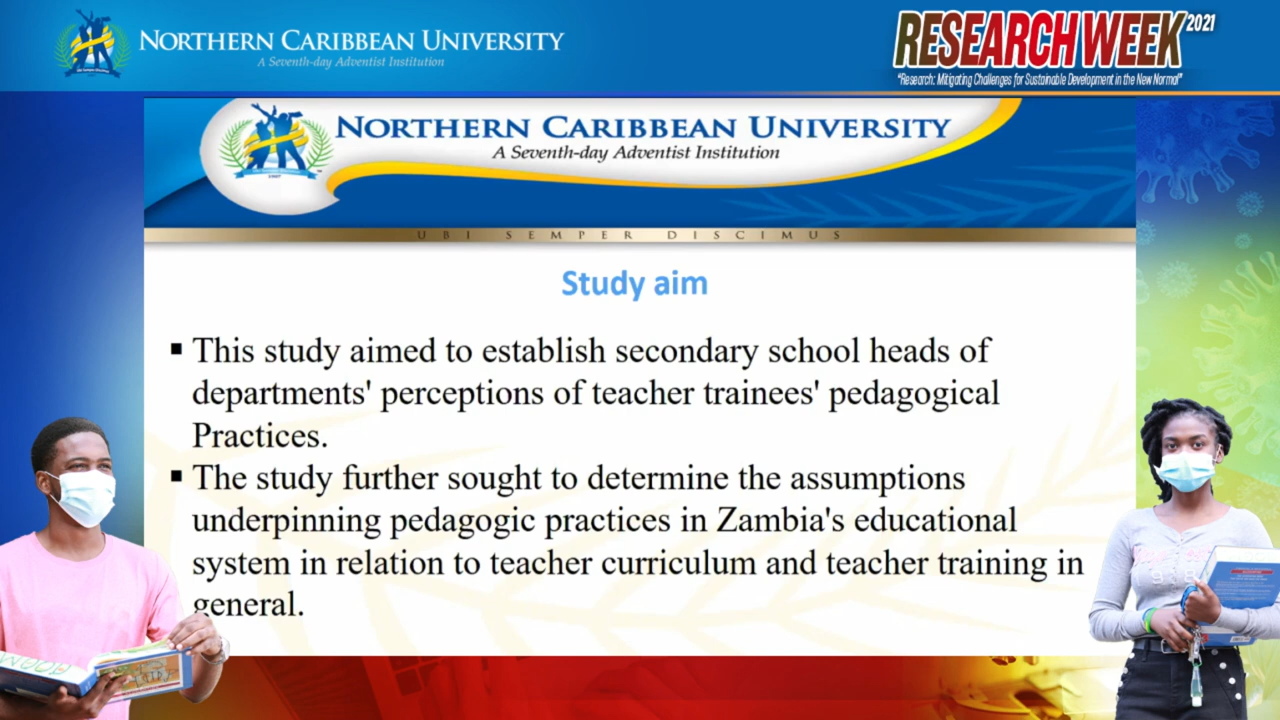 NORTHERN CARIBBEAN UNIVERSITY
A Seventh-day Adventist Institution
RESEARCH WEEK 2021
"Research: Mitigating Challenges for Sustainable Development in the New Normal"
NORTHERN CARIBBEAN UNIVERSITY
A Seventh-day Adventist Institution
UBI SEMPER DISCIMUS
Study aim
▪ This study aimed to establish secondary school heads of
departments' perceptions of teacher trainees' pedagogical
Practices.
▪ The study further sought to determine the assumptions
underpinning pedagogic practices in Zambia's educational
system in relation to teacher curriculum and teacher training in
general.